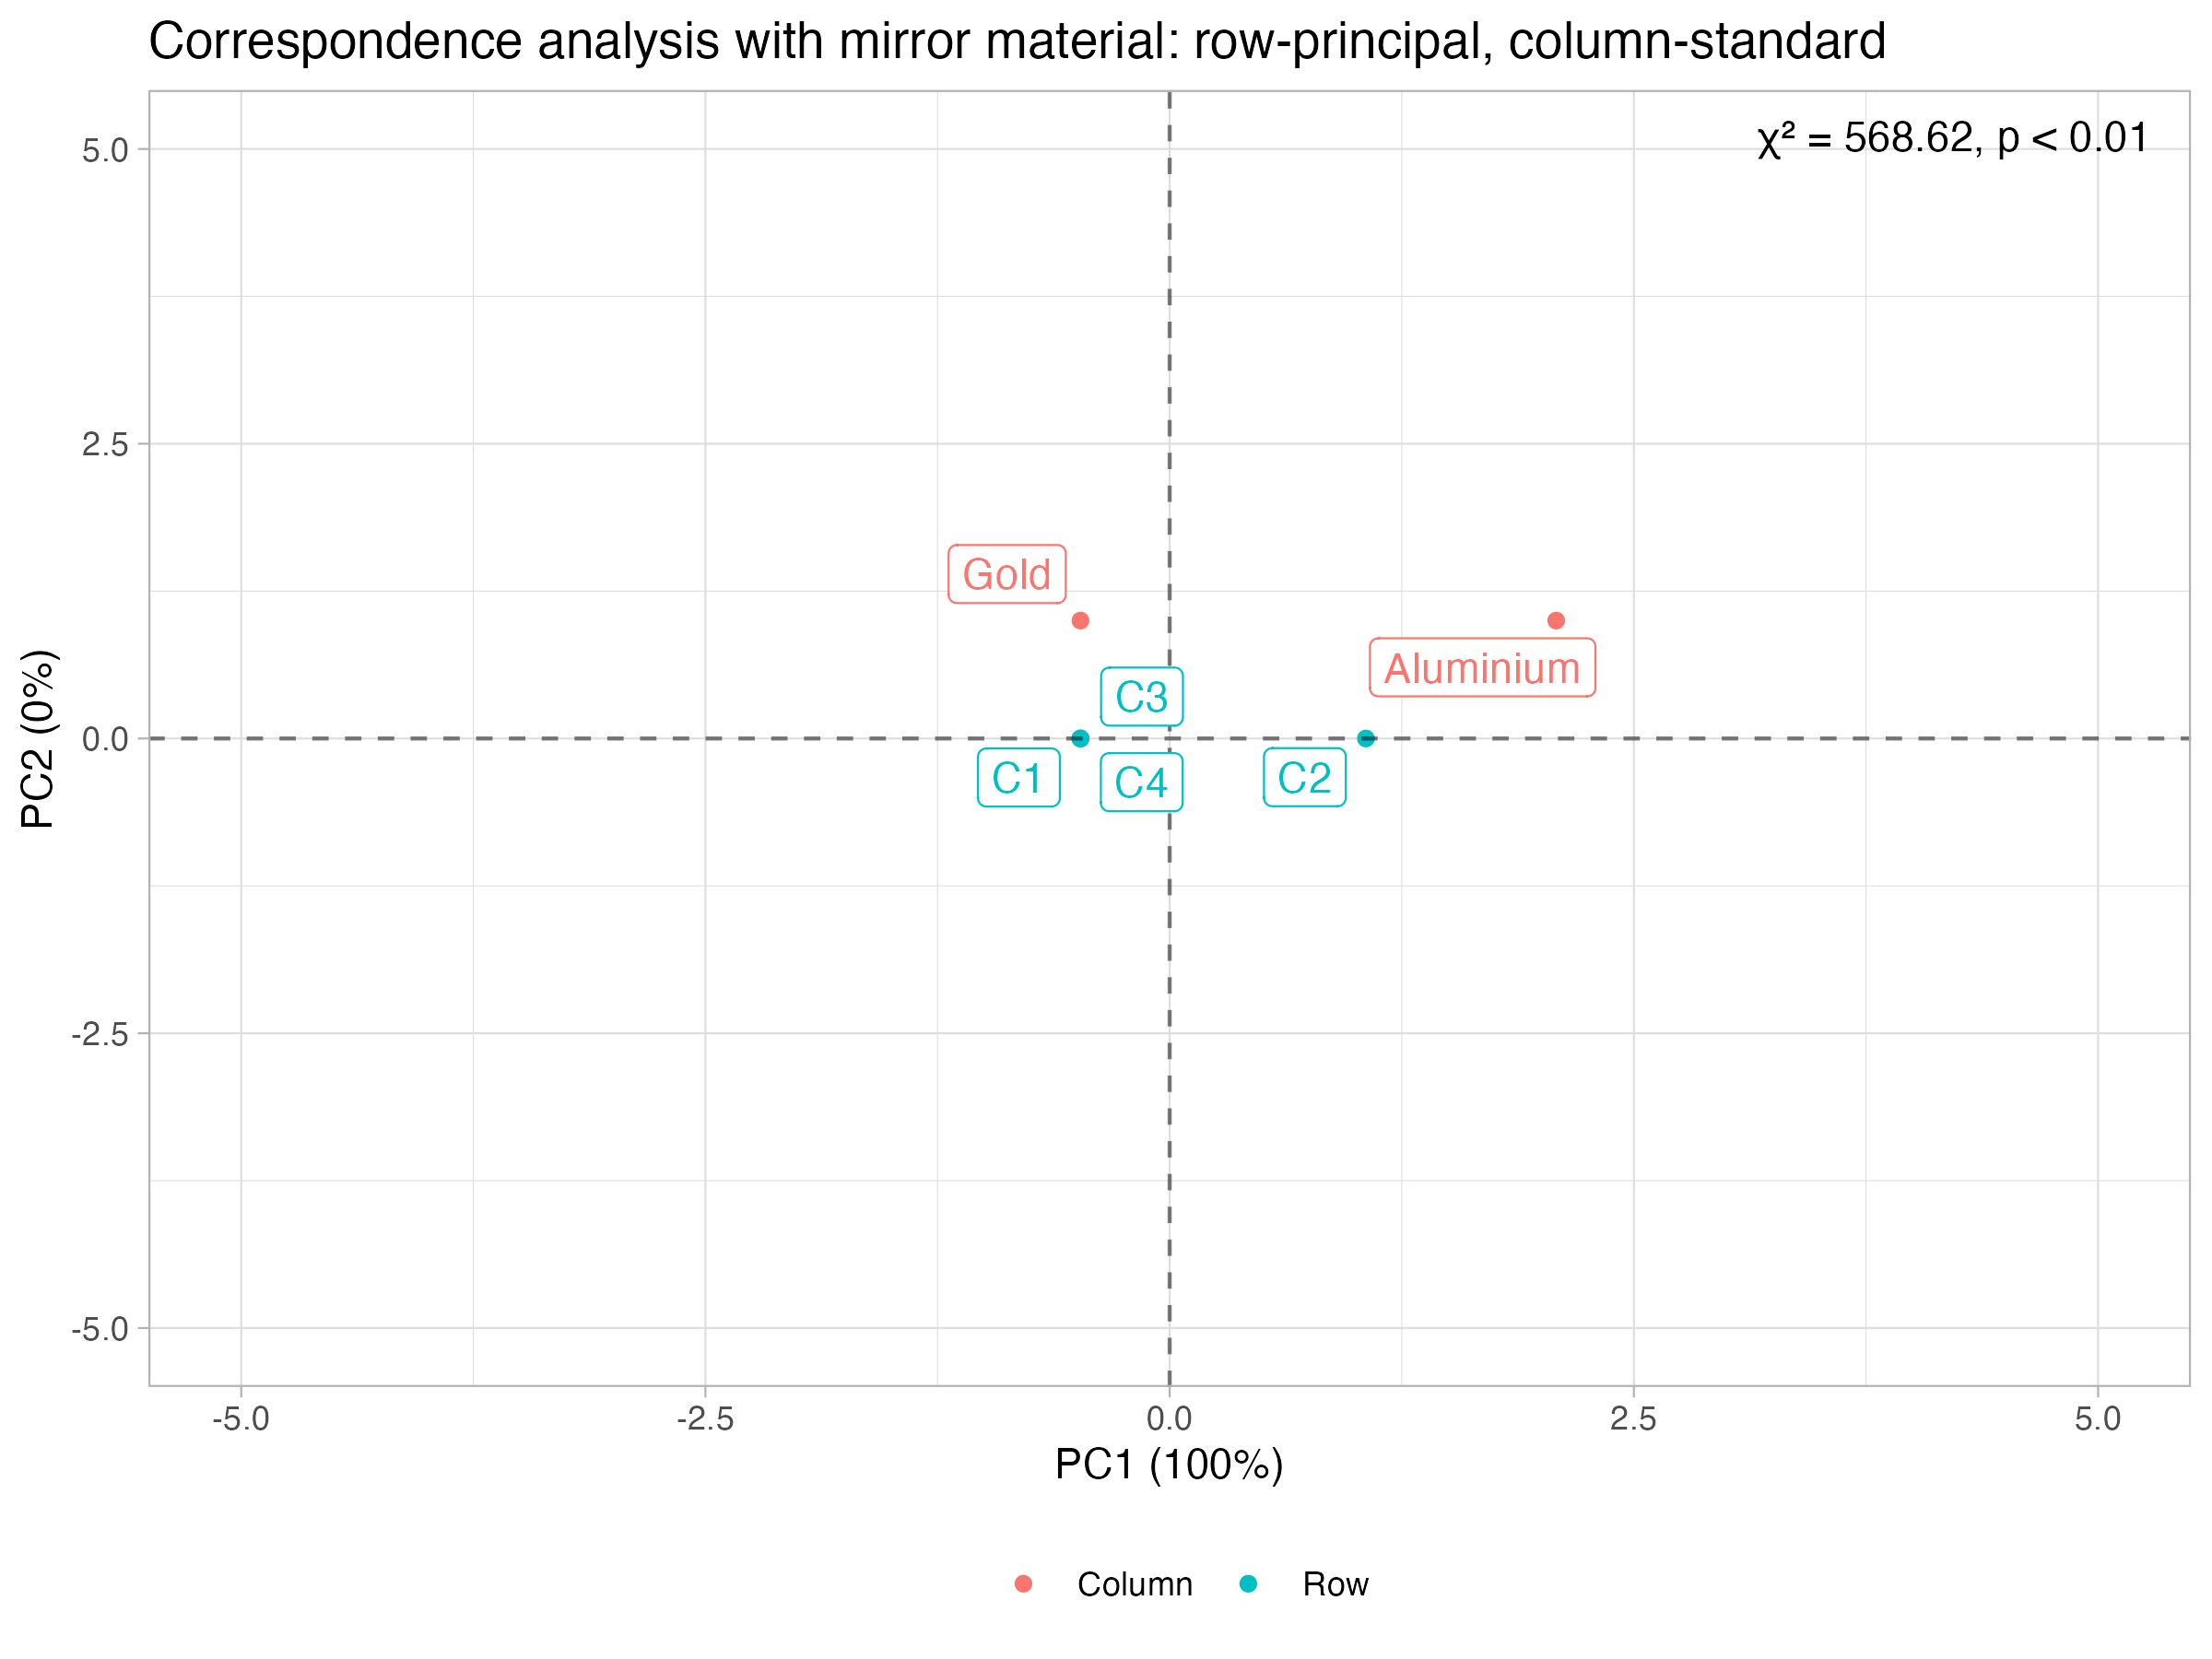 Correspondence analysis with mirror material: row-principal, column-standard
χ² = 568.62, p < 0.01
5.0
2.5
0.0
-2.5
-5.0
PC2 (0%)
Gold
Aluminium
C3
C1
C4
C2
-5.0
-2.5
0.0
2.5
5.0
PC1 (100%)
Column
Row